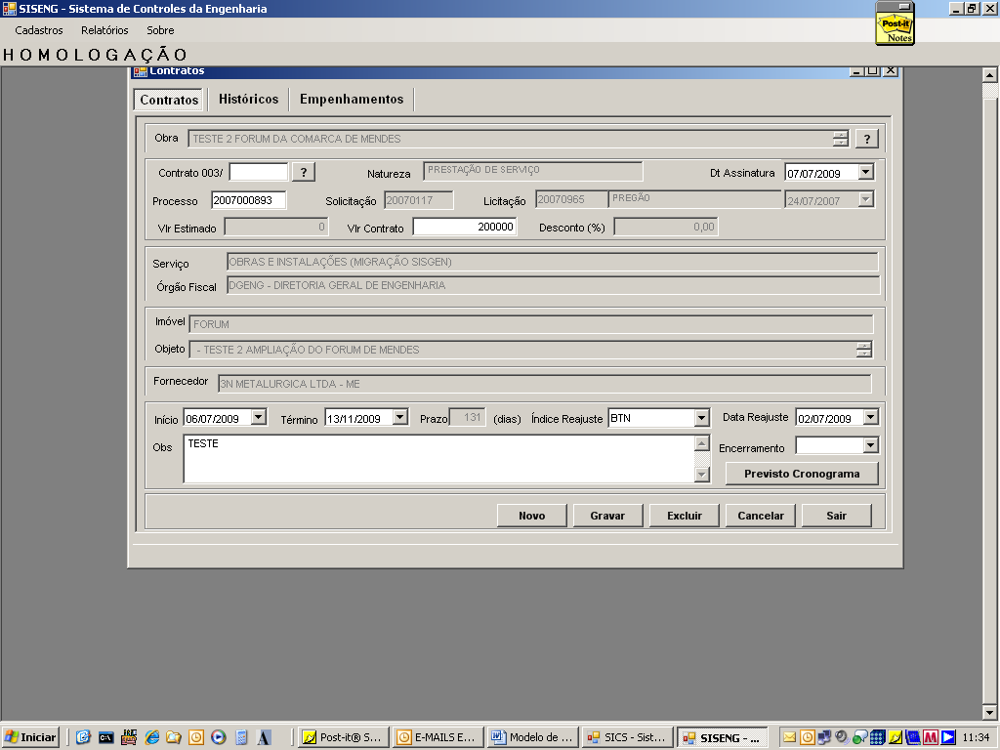 SISENG - Sistema de Controles da Engenharia
Cadastros Relatórios Sobre
Post-it Notes
HOMOLOGAÇÃO
Contratos
Contratos Históricos Empenhamentos
Obra TESTE 2 FORUM DA COMARCA DE MENDES ?
Contrato 003/ ? Natureza PRESTAÇÃO DE SERVIÇO Dt Assinatura 07/07/2009
Processo 2007000893 Solicitação 20070117 Licitação 20070965 PREGÃO 24/07/2007
Vlr Estimado 0 Vlr Contrato 200000 Desconto (%) 0,00
Serviço OBRAS E INSTALAÇÕES (MIGRAÇÃO SISGEN)
Órgão Fiscal DGENG - DIRETORIA GERAL DE ENGENHARIA
Imóvel FORUM
Objeto - TESTE 2 AMPLIAÇÃO DO FORUM DE MENDES
Fornecedor 3N METALURGICA LTDA - ME
Início 06/07/2009 Término 13/11/2009 Prazo 131 (dias) Índice Reajuste BTN Data Reajuste 02/07/2009
Obs TESTE Encerramento
Previsto Cronograma
Novo Gravar Excluir Cancelar Sair
Iniciar Post-it® S... E-MAILS E... Modelo de ... SICS - Sist... SISENG - ... 11:34